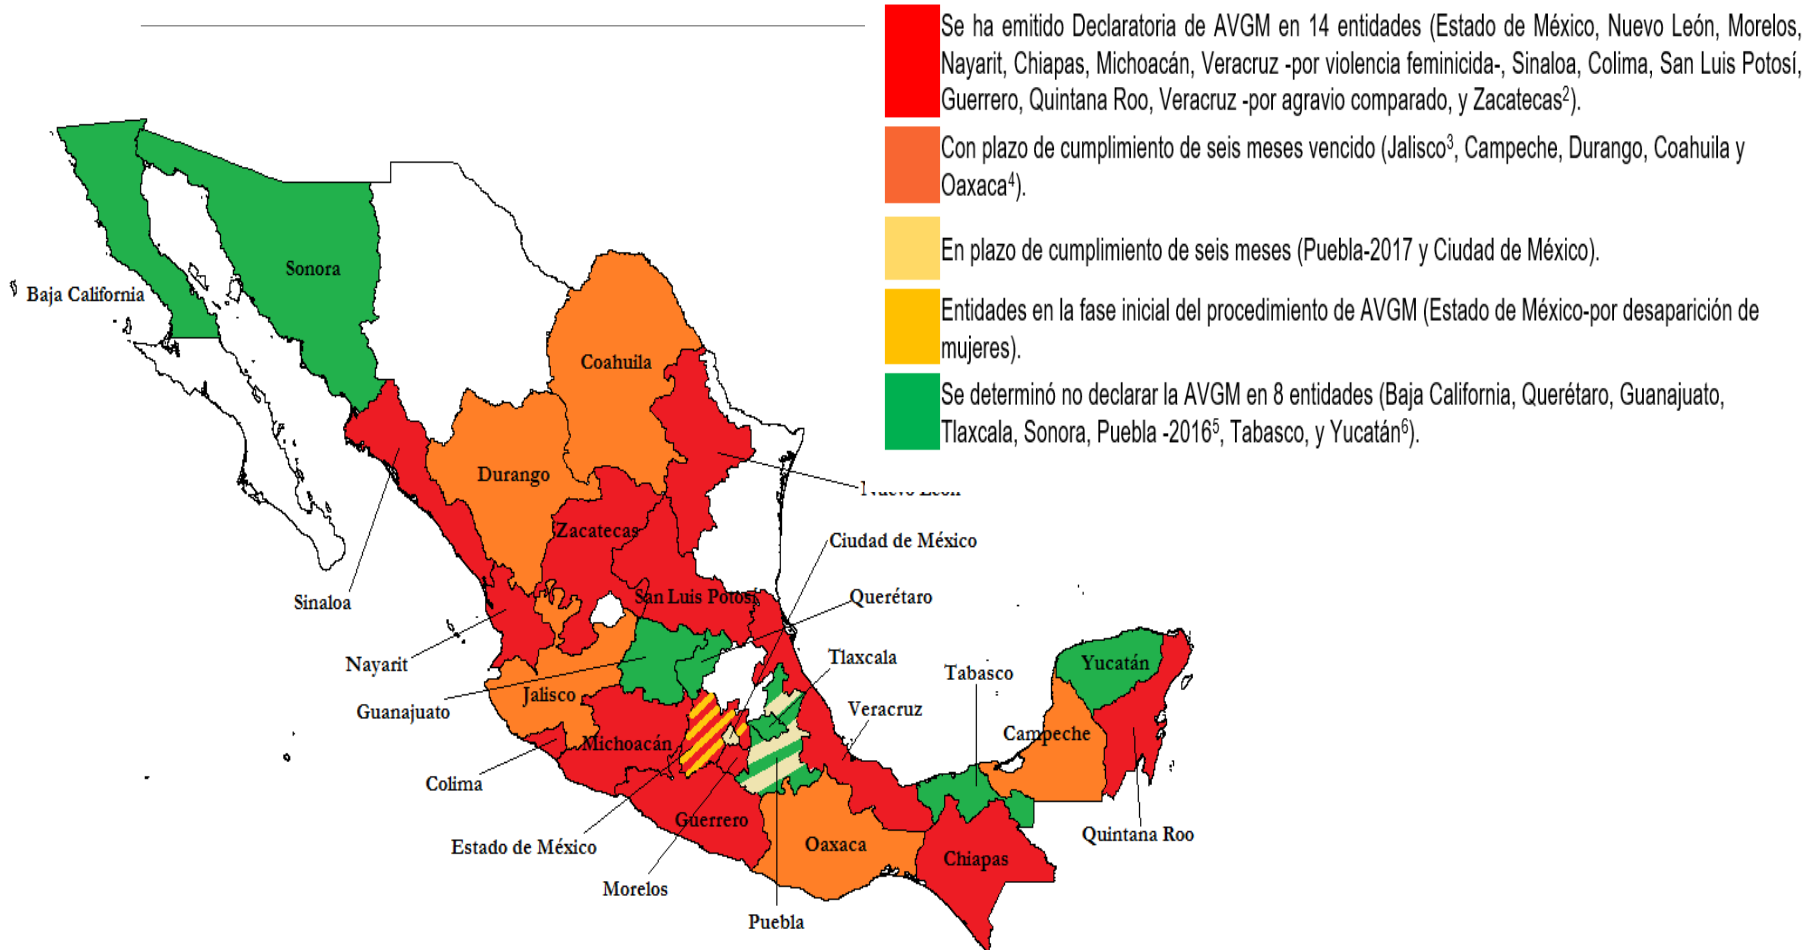 Se ha emitido Declaratoria de AVGM en 14 entidades (Estado de México, Nuevo León, Morelos,
Nayarit, Chiapas, Michoacán, Veracruz -por violencia feminicida-, Sinaloa, Colima, San Luis Potosí,
Guerrero, Quintana Roo, Veracruz -por agravio comparado, y Zacatecas²).
Con plazo de cumplimiento de seis meses vencido (Jalisco³, Campeche, Durango, Coahuila y
Oaxaca⁴).
En plazo de cumplimiento de seis meses (Puebla-2017 y Ciudad de México).
Entidades en la fase inicial del procedimiento de AVGM (Estado de México-por desaparición de
mujeres).
Se determinó no declarar la AVGM en 8 entidades (Baja California, Querétaro, Guanajuato,
Tlaxcala, Sonora, Puebla -2016⁵, Tabasco, y Yucatán⁶).
Sonora
Baja California
Coahuila
Durango
Nuevo León
Zacatecas
Ciudad de México
Sinaloa
San Luis Potosí
Querétaro
Nayarit
Tlaxcala
Yucatán
Tabasco
Jalisco
Guanajuato
Veracruz
Campeche
Michoacán
Colima
Guerrero
Quintana Roo
Estado de México
Oaxaca
Chiapas
Morelos
Puebla